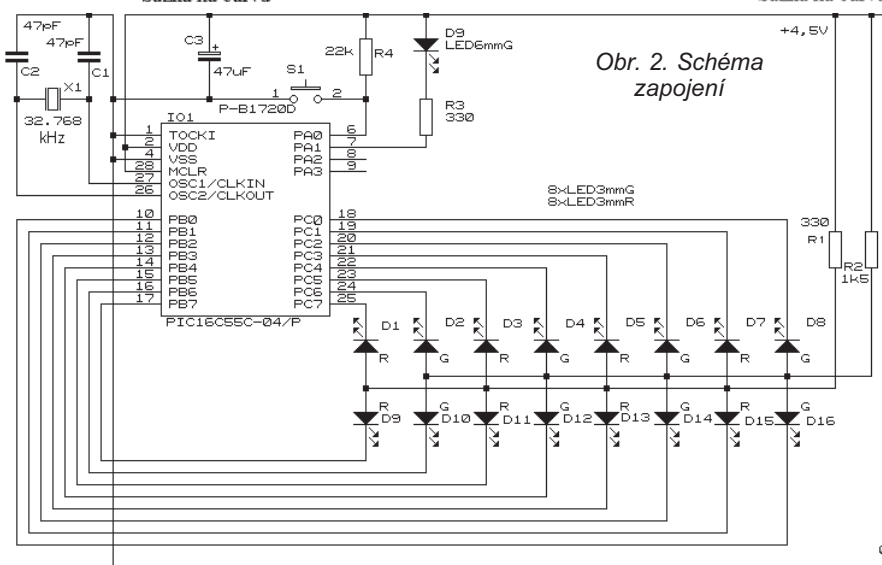 47pF
47pF
C2
C1
X1
32.768
kHz
C3
+
47uF
22k
R4
S1
1
2
P-B1720D
D9
LED6mmG
R3
330
Obr. 2. Schéma
zapojení
+4,5V
IO1
1 TOCKI
2 VDD
4 VSS
28 MCLR
27 OSC1/CLKIN
26 OSC2/CLKOUT
10 PB0
11 PB1
12 PB2
13 PB3
14 PB4
15 PB5
16 PB6
17 PB7
PA0 6
PA1 7
PA2 8
PA3 9
PC0 18
PC1 19
PC2 20
PC3 21
PC4 22
PC5 23
PC6 24
PC7 25
PIC16C55C-04/P
8xLED3mmG
8xLED3mmR
330
R1
R2
1k5
D1 D2 D3 D4 D5 D6 D7 D8
R G R G R G R G
R G R G R G R G
D9 D10 D11 D12 D13 D14 D15 D16